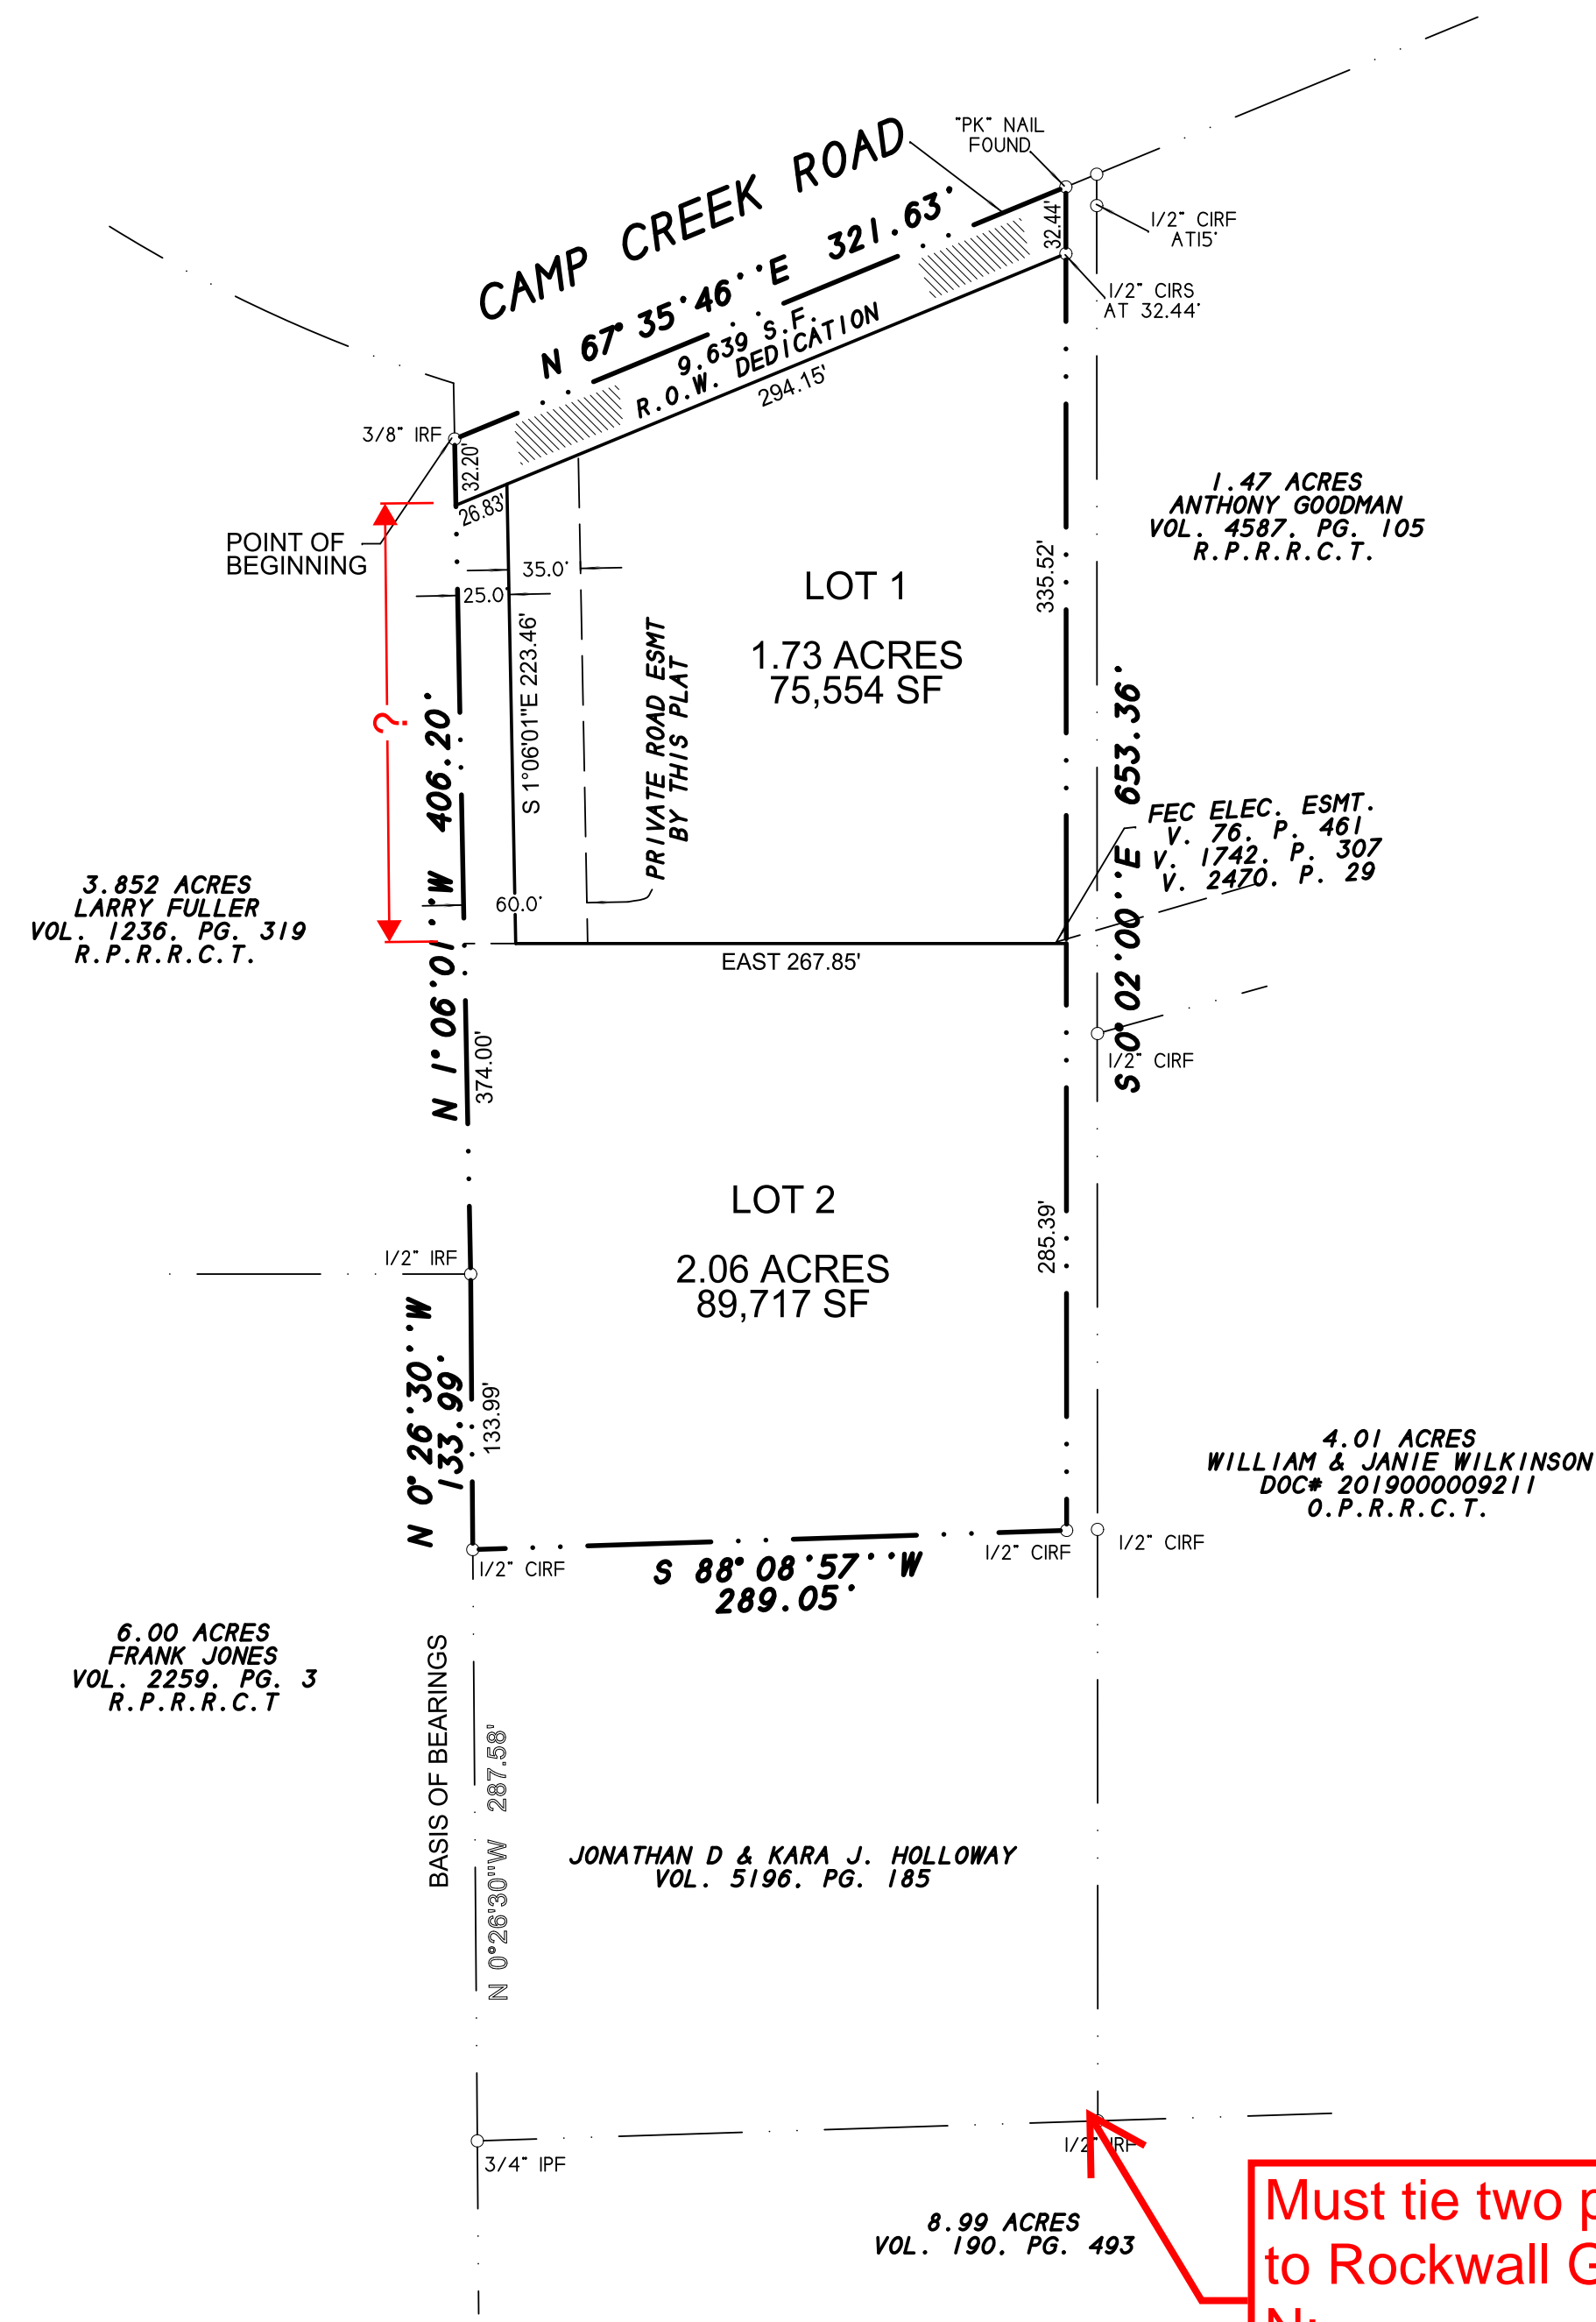 CAMP CREEK ROAD
"PK" NAIL
FOUND
N 67°35'46''E 321.63'
32.44'
1/2" CIRF
AT15'
1/2" CIRS
AT 32.44'
9,639 S.F.
R.O.W. DEDICATION
294.15'
3/8" IRF
32.20'
26.83'
POINT OF
BEGINNING
1.47 ACRES
ANTHONY GOODMAN
VOL. 4587, PG. 105
R.P.R.R.C.T.
35.0'
25.0'
LOT 1
1.73 ACRES
75,554 SF
335.52'
S 1°06'01"E 223.46'
PRIVATE ROAD ESMT
BY THIS PLAT
?
N 1°06'01''W 406.20'
S 0°02'00''E 653.36'
FEC ELEC. ESMT.
V. 76, P. 461
V. 1742, P. 307
V. 2470, P. 29
3.852 ACRES
LARRY FULLER
VOL. 1236, PG. 319
R.P.R.R.C.T.
60.0'
EAST 267.85'
374.00'
1/2" CIRF
LOT 2
2.06 ACRES
89,717 SF
285.39'
1/2" IRF
N 0°26'30''W
133.99'
133.99'
4.01 ACRES
WILLIAM & JANIE WILKINSON
DOC# 2019000009211
O.P.R.R.C.T.
1/2" CIRF
1/2" CIRF
1/2" CIRF
S 88°08'57''W
289.05'
6.00 ACRES
FRANK JONES
VOL. 2259, PG. 3
R.P.R.R.C.T
BASIS OF BEARINGS
N 0°26'30"W 287.58'
JONATHAN D & KARA J. HOLLOWAY
VOL. 5196, PG. 185
3/4" IPF
1/2" IRF
8.99 ACRES
VOL. 190, PG. 493
Must tie two
to Rockwall